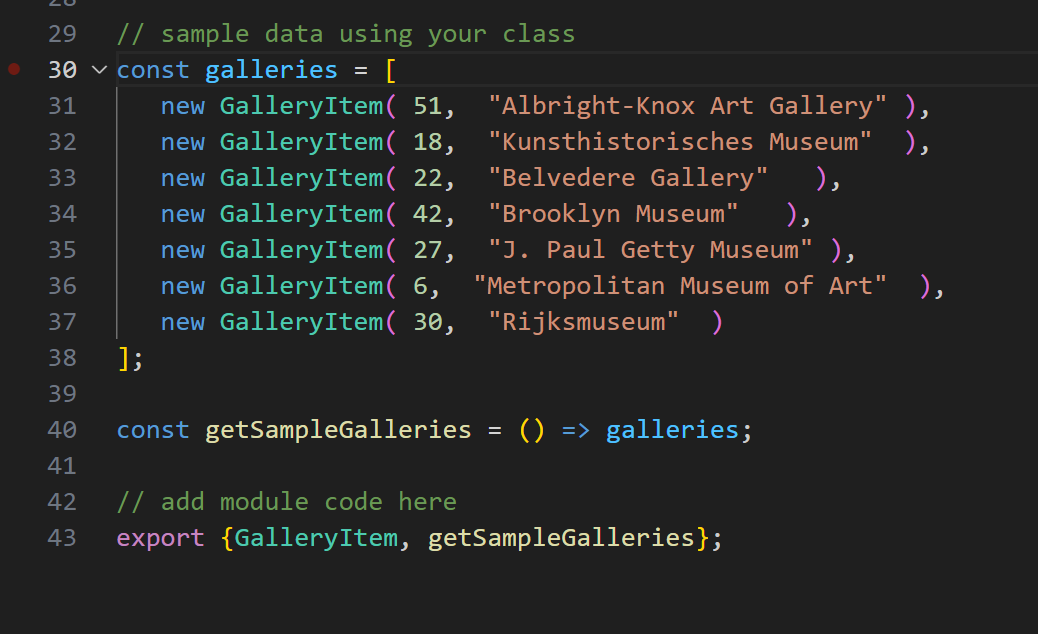 28
29 // sample data using your class
30 const galleries = [
31 new GalleryItem( 51, "Albright-Knox Art Gallery" ),
32 new GalleryItem( 18, "Kunsthistorisches Museum" ),
33 new GalleryItem( 22, "Belvedere Gallery" ),
34 new GalleryItem( 42, "Brooklyn Museum" ),
35 new GalleryItem( 27, "J. Paul Getty Museum" ),
36 new GalleryItem( 6, "Metropolitan Museum of Art" ),
37 new GalleryItem( 30, "Rijksmuseum" )
38 ];
39
40 const getSampleGalleries = () => galleries;
41
42 // add module code here
43 export {GalleryItem, getSampleGalleries};